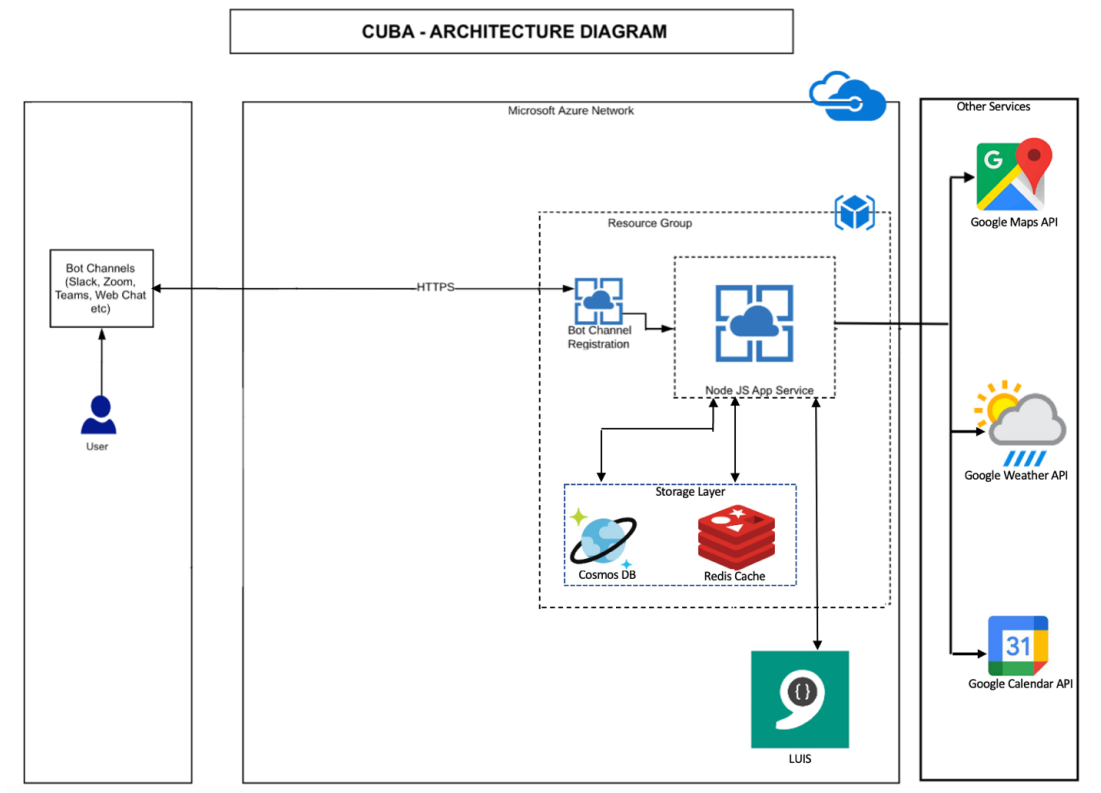 CUBA - ARCHITECTURE DIAGRAM
Microsoft Azure Network
Other Services
G
Google Maps API
Resource Group
Bot Channels
(Slack, Zoom,
Teams, Web Chat
etc)
HTTPS
Bot Channel
Registration
Node JS App Service
User
Google Weather API
Storage Layer
Cosmos DB
Redis Cache
31
Google Calendar API
{}
LUIS